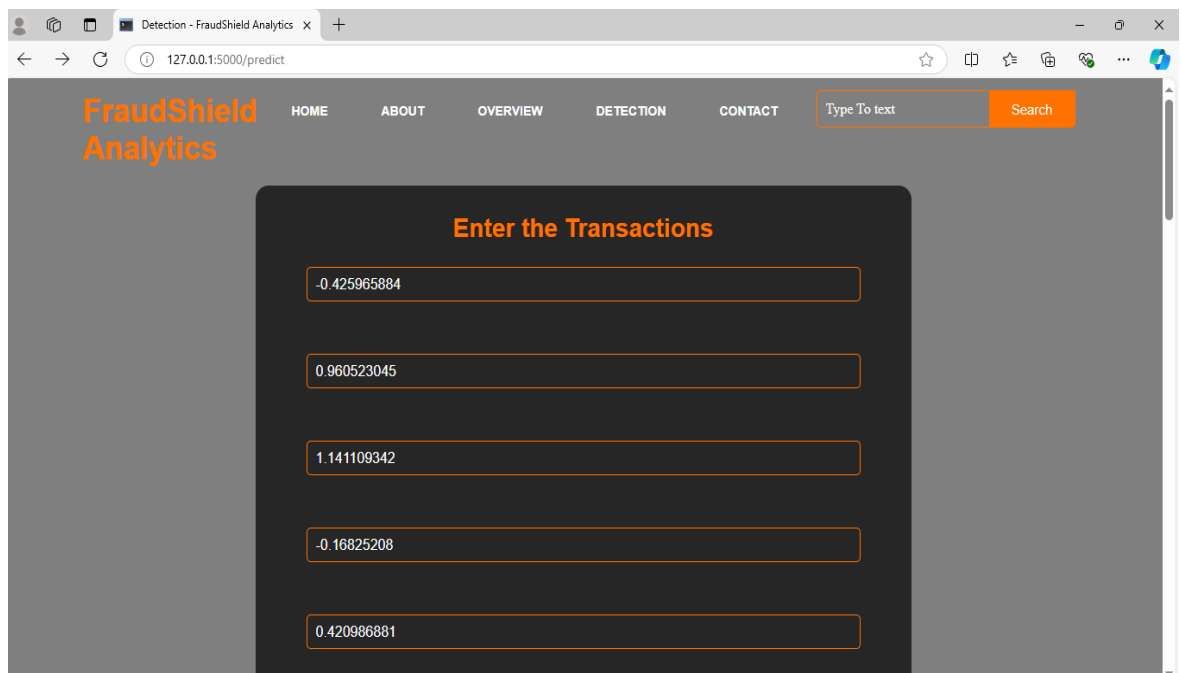 Detection - FraudShield Analytics
127.0.0.1:5000/predict
FraudShield Analytics
HOME
ABOUT
OVERVIEW
DETECTION
CONTACT
Type To text
Search
Enter the Transactions
-0.425965884
0.960523045
1.141109342
-0.16825208
0.420986881